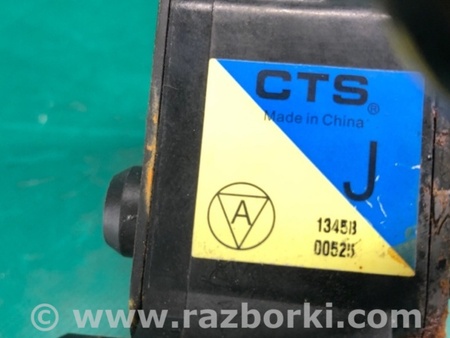 CTS®
Made in China
J
A
1345B
00525
© www.razborki.com